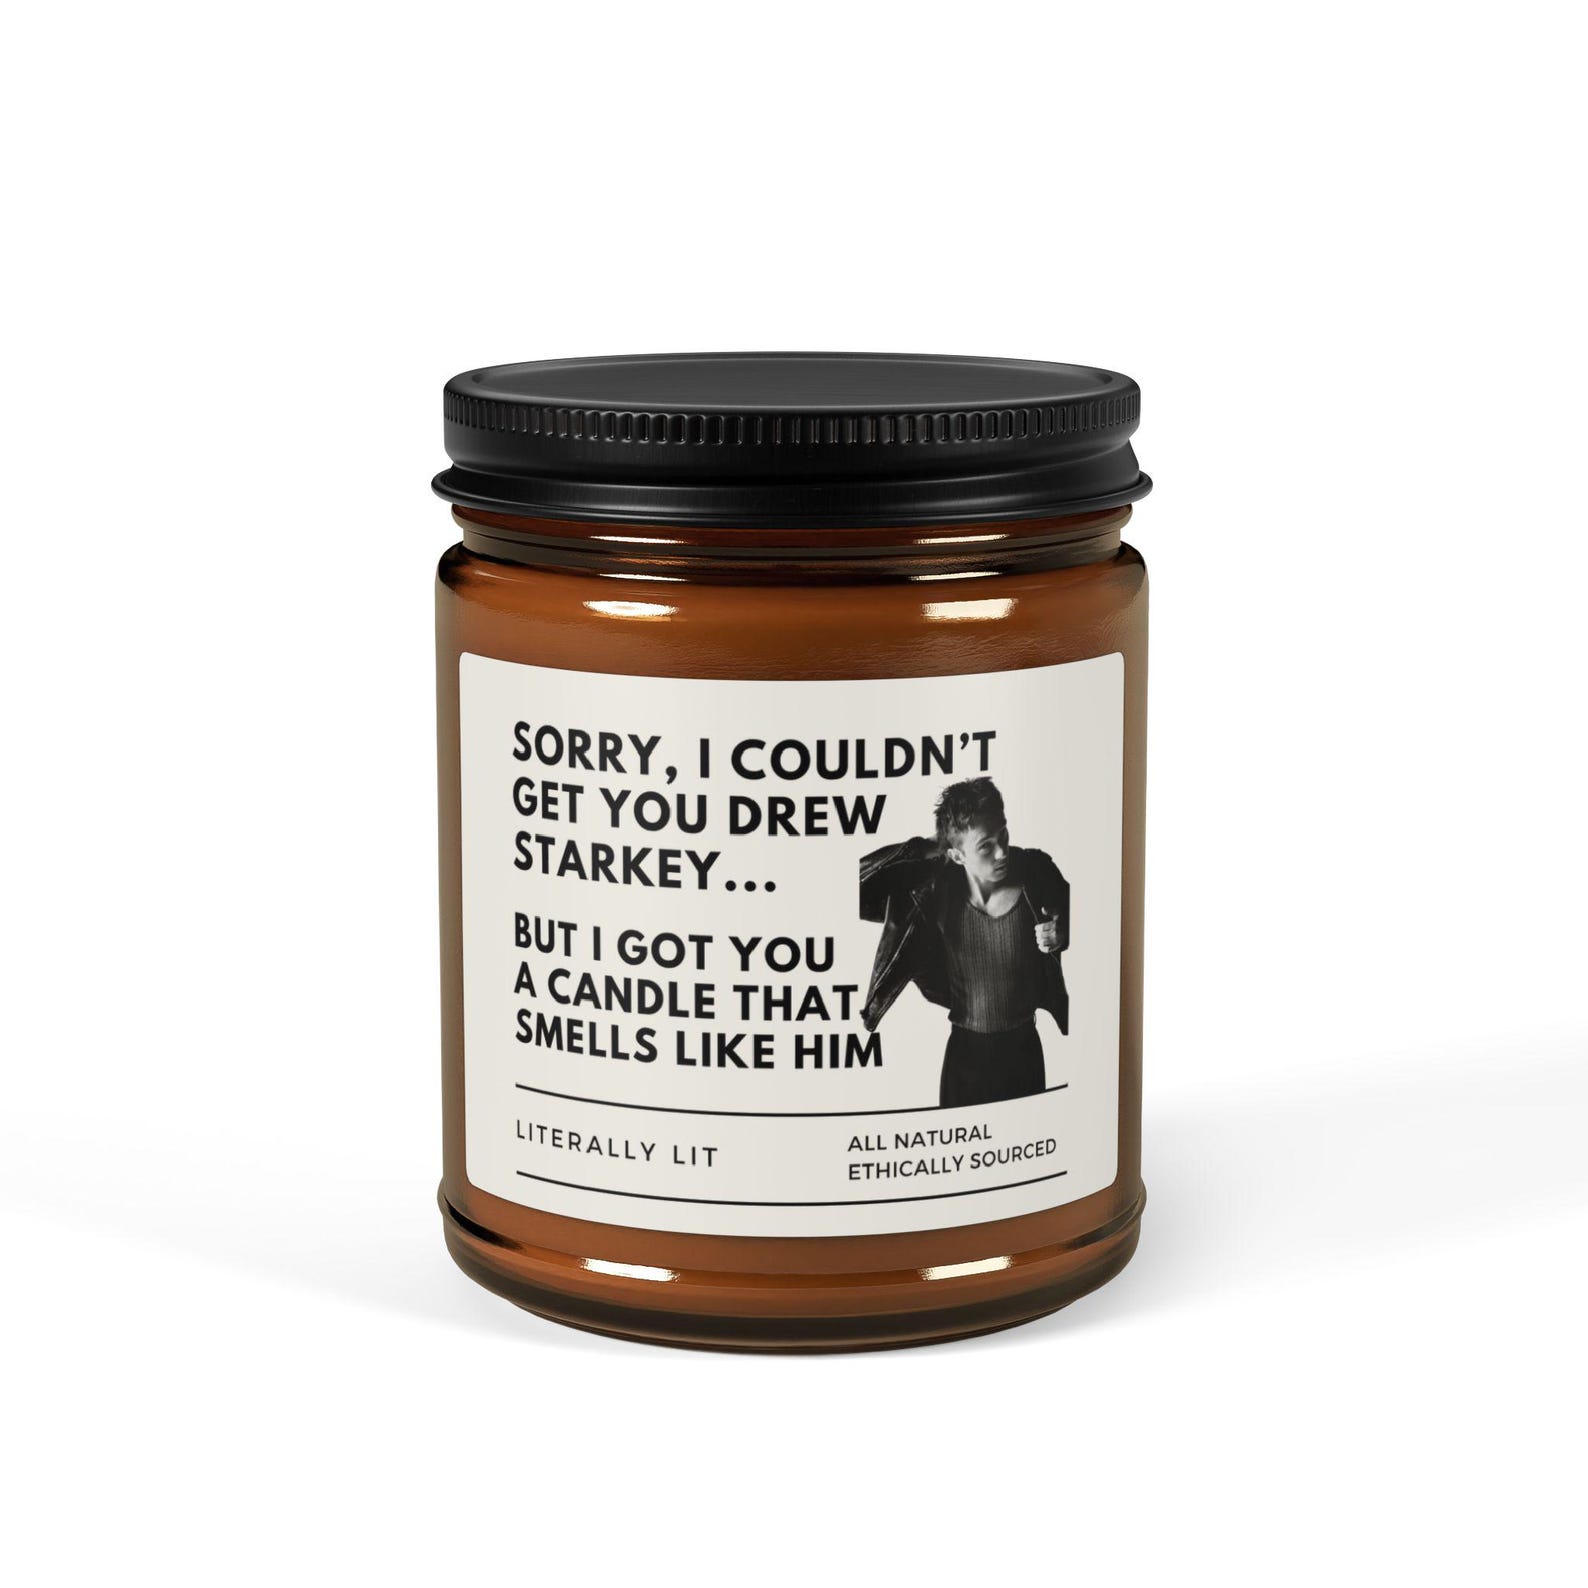 SORRY, I COULDN'T
GET YOU DREW
STARKEY...
BUT I GOT YOU
A CANDLE THAT
SMELLS LIKE HIM
LITERALLY LIT
ALL NATURAL
ETHICALLY SOURCED